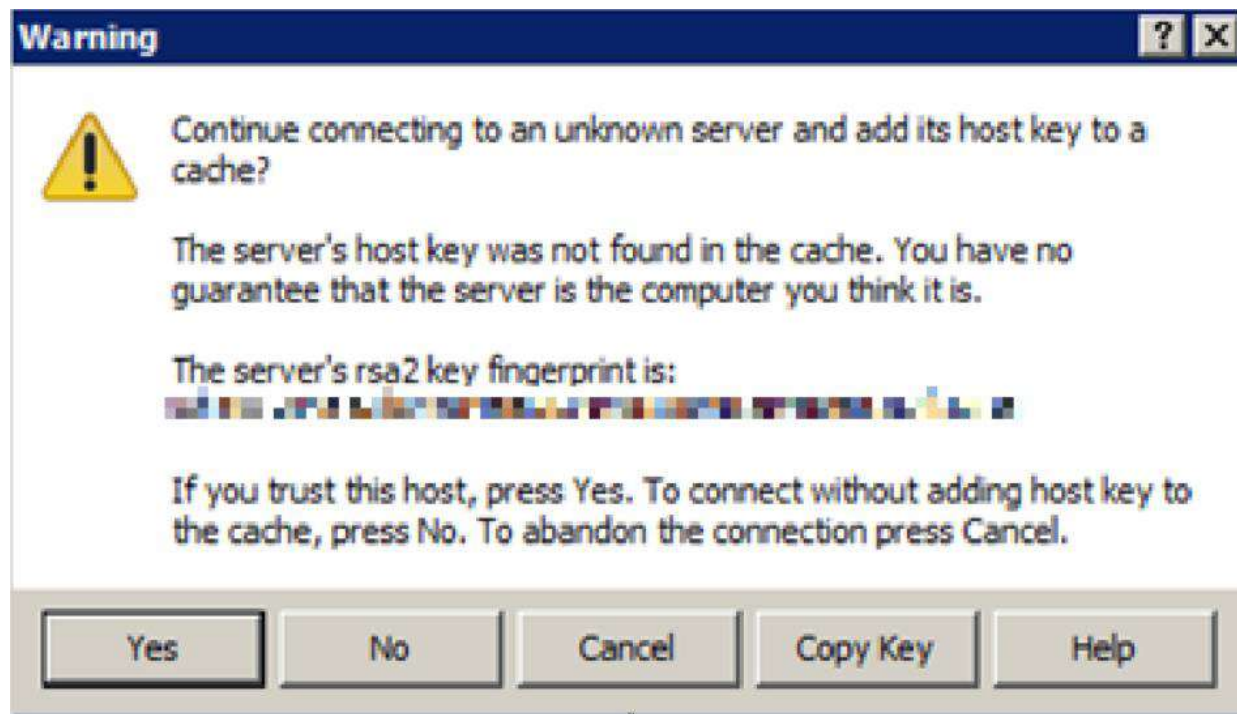 Warning
Continue connecting to an unknown server and add its host key to a
cache?
The server's host key was not found in the cache. You have no
guarantee that the server is the computer you think it is.
The server's rsa2 key fingerprint is:
If you trust this host, press Yes. To connect without adding host key to
the cache, press No. To abandon the connection press Cancel.
Yes No Cancel Copy Key Help